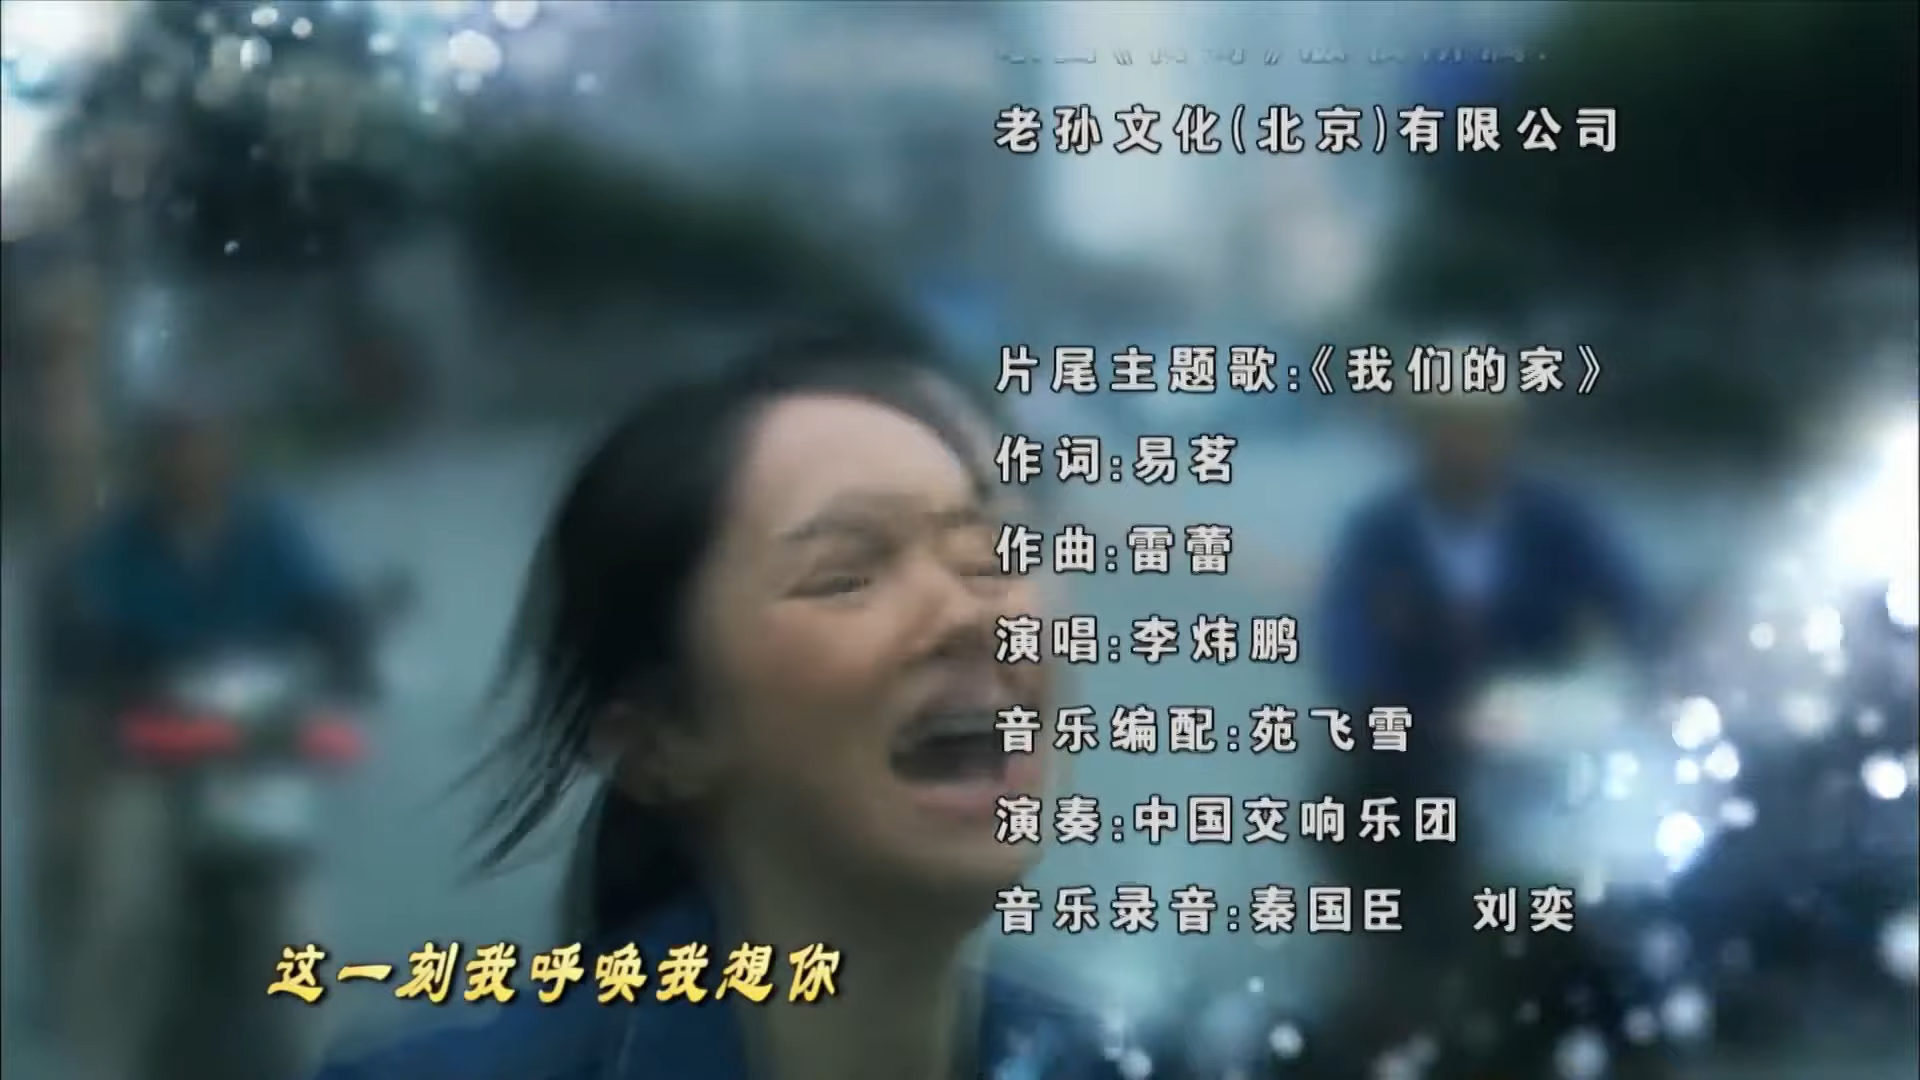 老孙文化(北京)有限公司
片尾主题歌:《我们的家》
作词:易茗
作曲:雷蕾
演唱:李炜鹏
音乐编配:苑飞雪
演奏:中国交响乐团
音乐录音:秦国臣 刘奕
这一刻我呼唤我想你